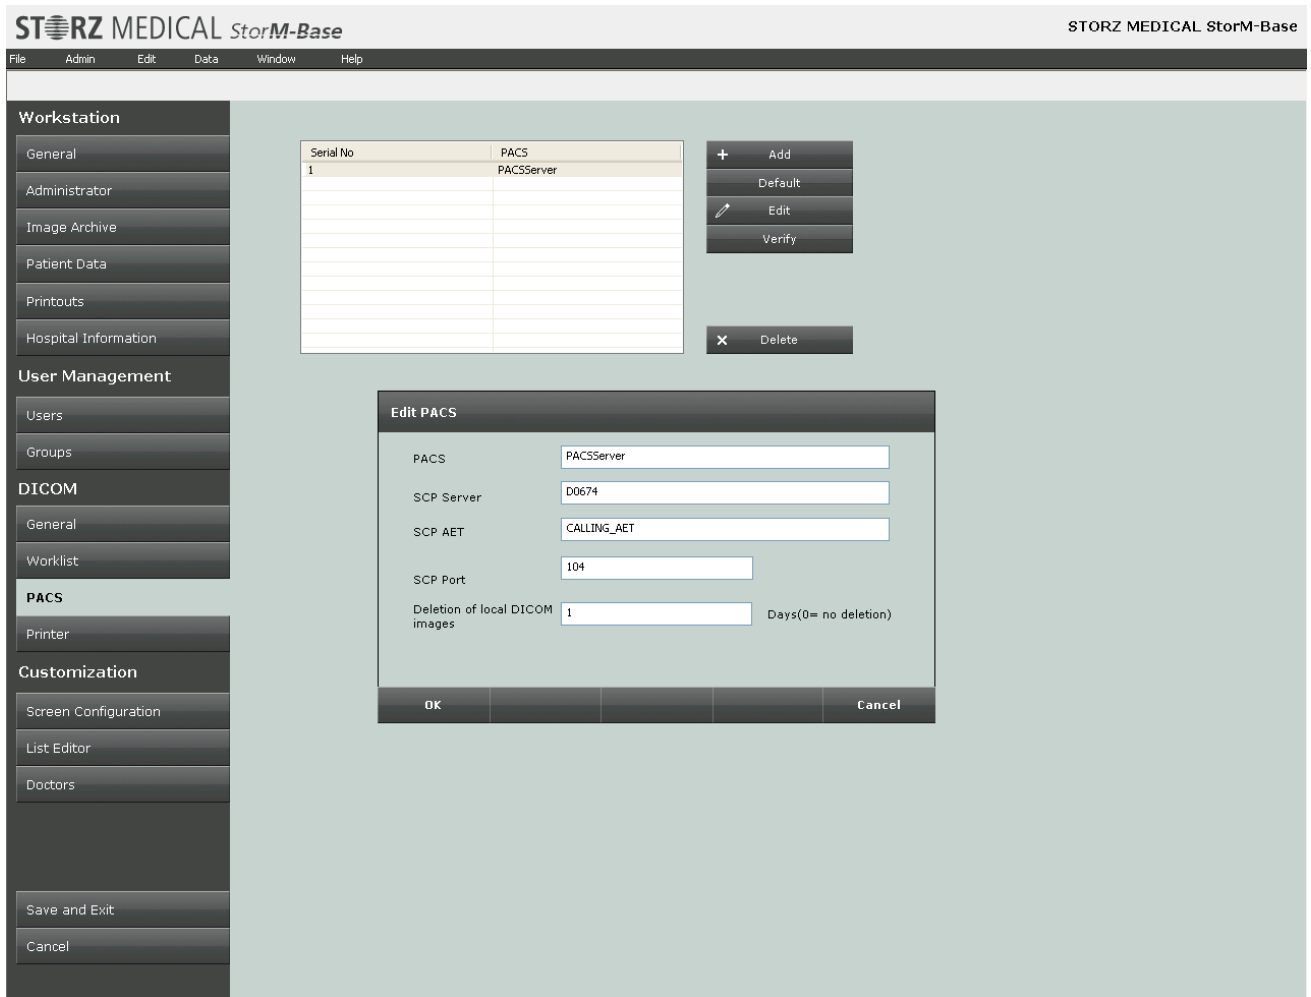 STORZ MEDICAL StorM-Base
STORZ MEDICAL StorM-Base
File Admin Edit Data Window Help
Workstation
General
Administrator
Image Archive
Patient Data
Printouts
Hospital Information
User Management
Users
Groups
DICOM
General
Worklist
PACS
Printer
Customization
Screen Configuration
List Editor
Doctors
Save and Exit
Cancel
Serial No PACS
1 PACSServer
Add
Default
Edit
Verify
Delete
Edit PACS
PACS PACSServer
SCP Server D0674
SCP AET CALLING_AET
SCP Port 104
Deletion of local DICOM
images 1 Days(0= no deletion)
OK Cancel